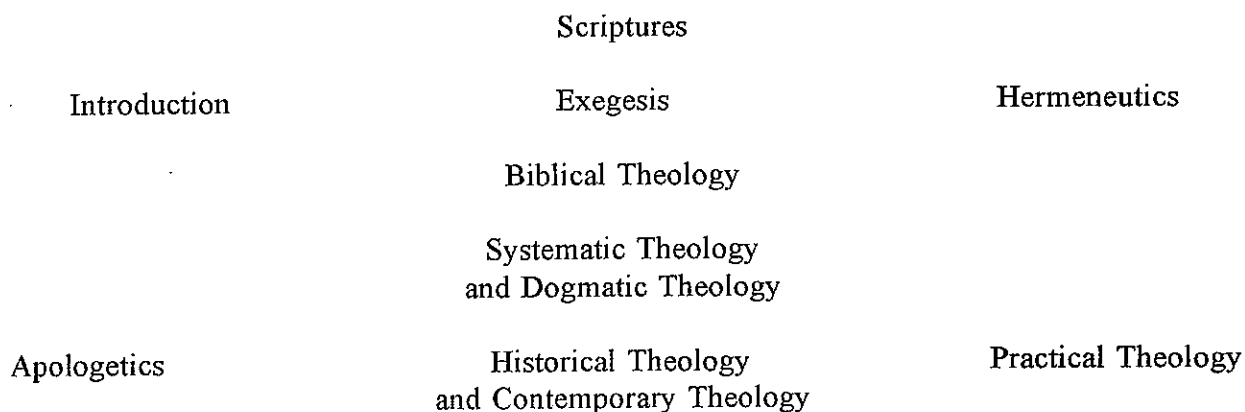 Scriptures
Introduction Exegesis Hermeneutics
Biblical Theology
Systematic Theology
and Dogmatic Theology
Apologetics Historical Theology Practical Theology
and Contemporary Theology